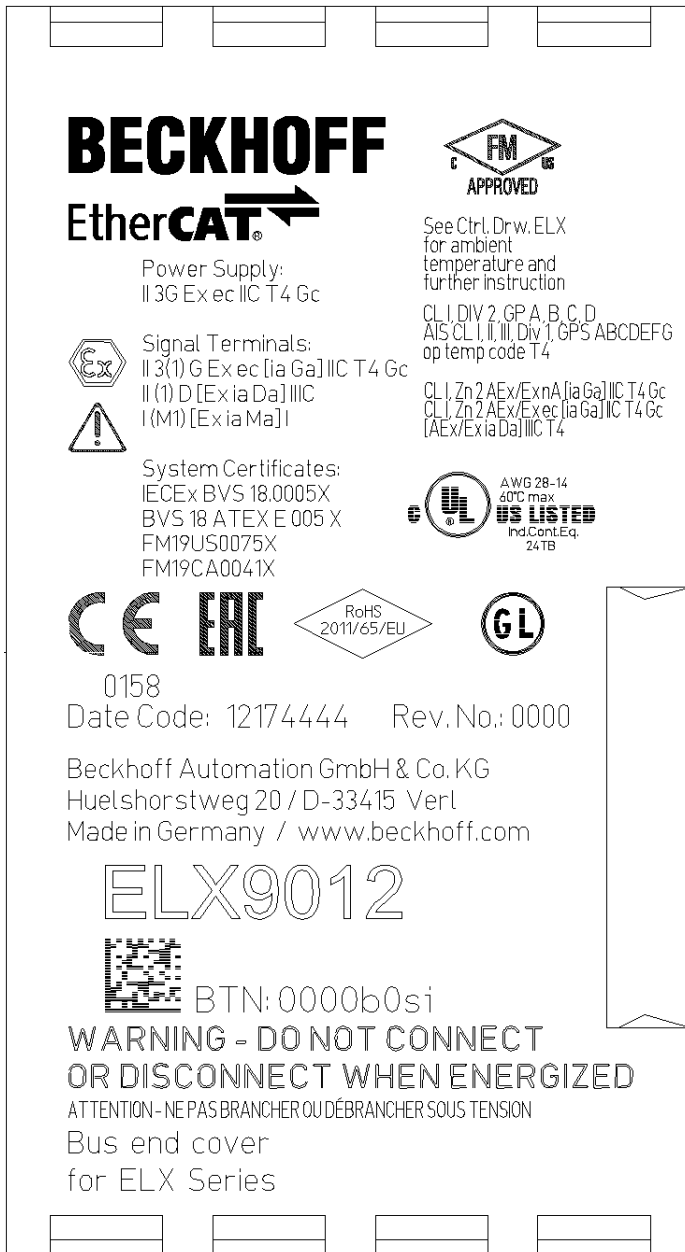 BECKHOFF
EtherCAT®
Power Supply:
II 3G Ex ec IIC T4 Gc
Ex
Signal Terminals:
II 3(1) G Ex ec [ia Ga] IIC T4 Gc
II (1) D [Ex ia Da] IIIC
I (M1) [Ex ia Ma] I
System Certificates:
IECEx BVS 18.0005X
BVS 18 ATEX E 005 X
FM19US0075X
FM19CA0041X
C FM US
APPROVED
See Ctrl. Drw. ELX
for ambient
temperature and
further instruction
CL I, DIV 2, GP A, B, C, D
AIS CL I, II, III, Div 1, GPS ABCDEFG
op temp code T4
CL I, Zn 2 AEx/Ex nA [ia Ga] IIC T4 Gc
CL I, Zn 2 AEx/Ex ec [ia Ga] IIC T4 Gc
[AEx/Ex ia Da] IIIC T4
AWG 28-14
60°C max
C UL® US LISTED
Ind.Cont.Eq.
24TB
CE EAC RoHS
2011/65/EU
GL
0158
Date Code: 12174444 Rev. No.: 0000
Beckhoff Automation GmbH & Co. KG
Huelshorstweg 20 / D-33415 Verl
Made in Germany / www.beckhoff.com
ELX9012
BTN: 0000b0si
WARNING - DO NOT CONNECT
OR DISCONNECT WHEN ENERGIZED
ATTENTION - NE PAS BRANCHER OU DÉBRANCHER SOUS TENSION
Bus end cover
for ELX Series